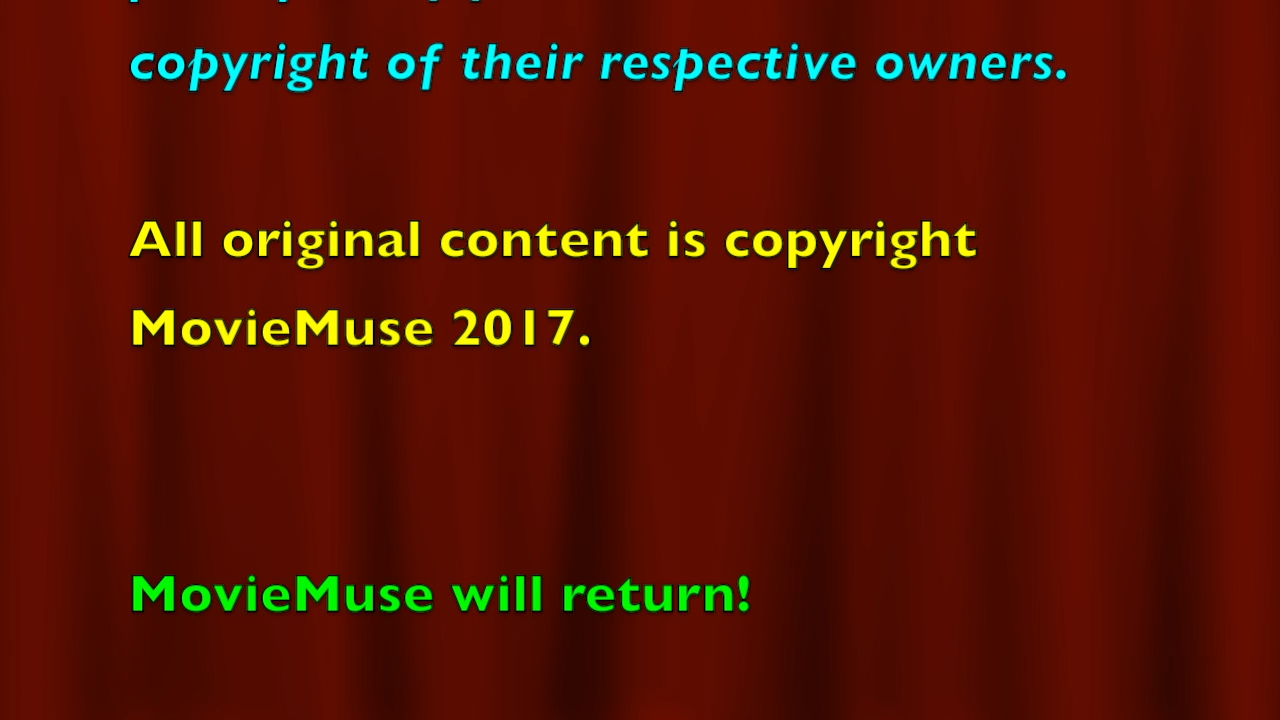 copyright of their respective owners.
All original content is copyright
MovieMuse 2017.
MovieMuse will return!